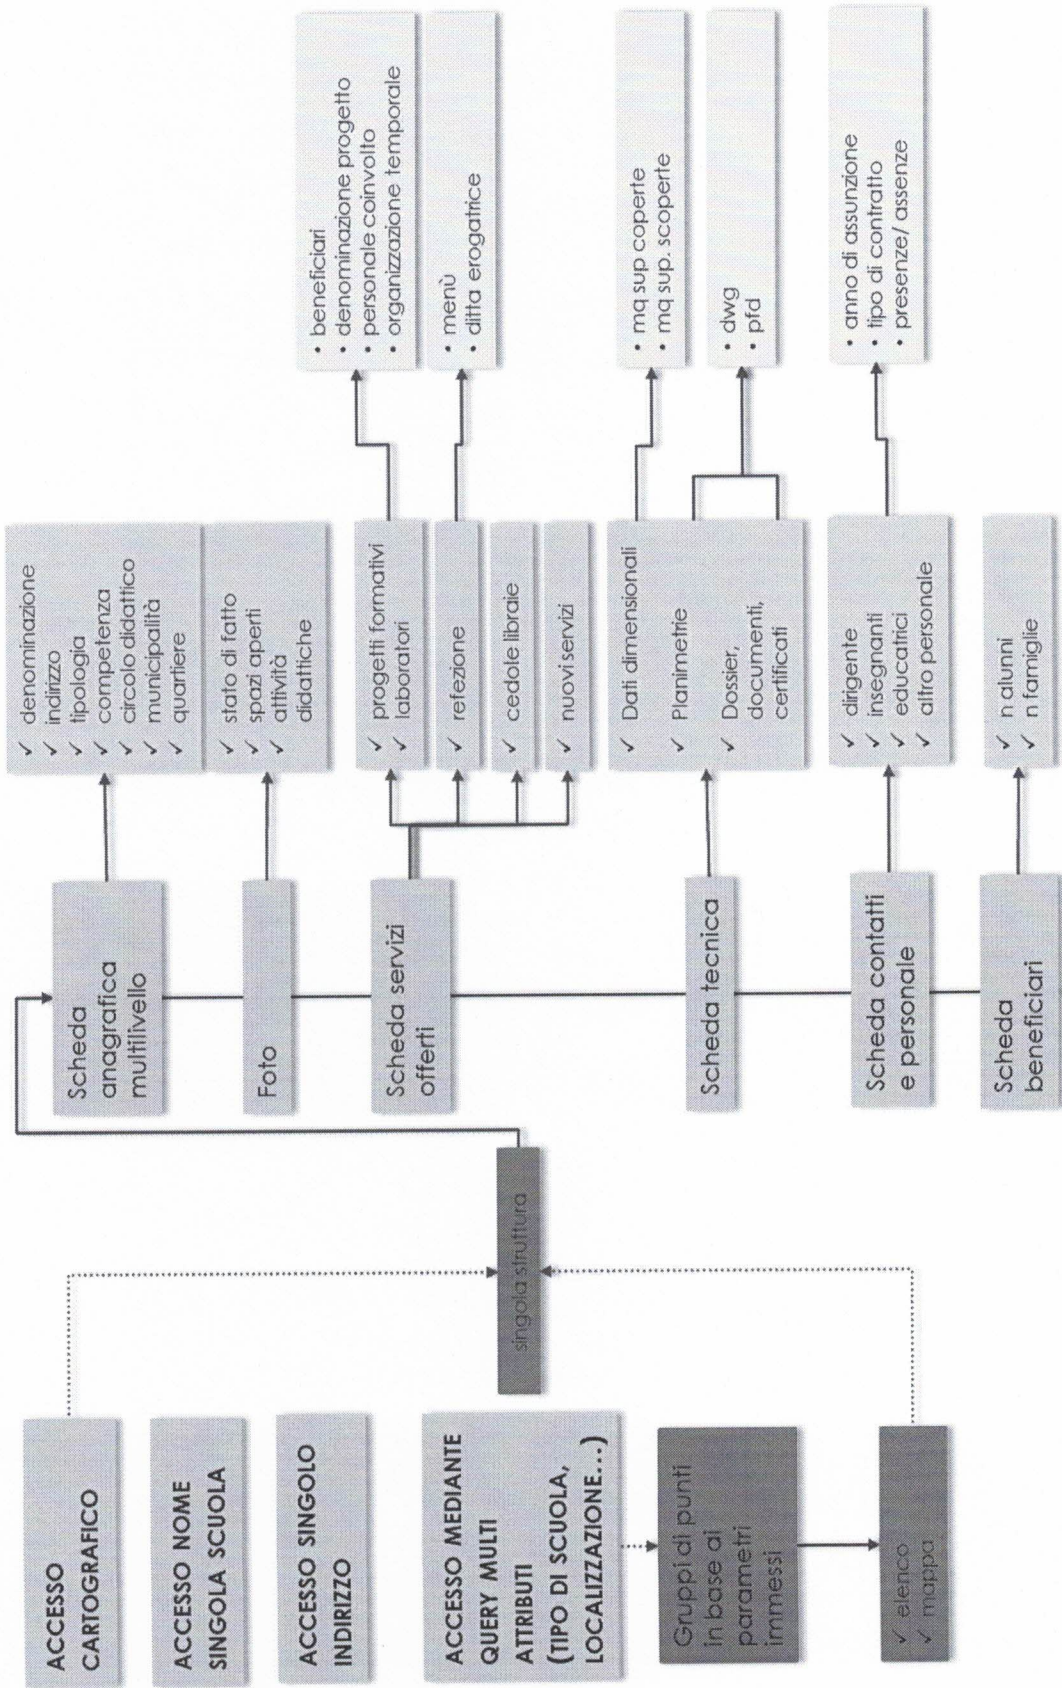 ACCESSO
CARTOGRAFICO
ACCESSO NOME
SINGOLA SCUOLA
ACCESSO SINGOLO
INDIRIZZO
ACCESSO MEDIANTE
QUERY MULTI
ATTRIBUTI
(TIPO DI SCUOLA,
LOCALIZZAZIONE...)
Gruppi di punti
in base ai
parametri
immessi
✓ elenco
✓ mappa
singola struttura
Scheda
anagrafica
multilivello
Foto
Scheda servizi
offerti
Scheda tecnica
Scheda contatti
e personale
Scheda
beneficiari
✓ denominazione
✓ indirizzo
✓ tipologia
✓ competenza
✓ circolo didattico
✓ municipalità
✓ quartiere
✓ stato di fatto
✓ spazi aperti
✓ attività
didattiche
✓ progetti formativi
✓ laboratori
✓ refezione
✓ cedole libraie
✓ nuovi servizi
✓ Dati dimensionali
✓ Planimetrie
✓ Dossier,
documenti,
certificati
✓ dirigente
✓ insegnanti
✓ educatrici
✓ altro personale
✓ n alunni
✓ n famiglie
• beneficiari
• denominazione progetto
• personale coinvolto
• organizzazione temporale
• menù
• ditta erogatrice
• mq sup coperte
• mq sup. scoperte
• dwg
• pfd
• anno di assunzione
• tipo di contratto
• presenze/ assenze